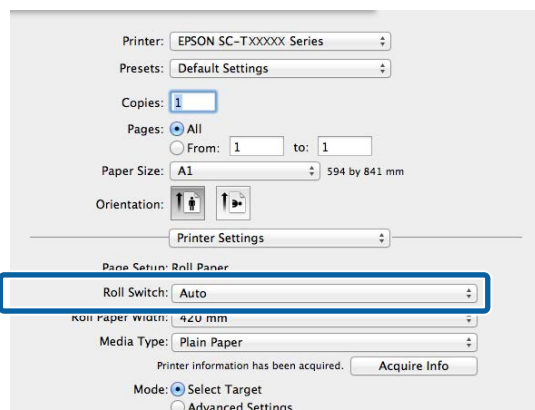 Printer: EPSON SC-TXXXXX Series
Presets: Default Settings
Copies: 1
Pages: All
From: 1 to: 1
Paper Size: A1 594 by 841 mm
Orientation:
Printer Settings
Page Setup: Roll Paper
Roll Switch: Auto
Roll Paper Width: 420 mm
Media Type: Plain Paper
Printer information has been acquired. Acquire Info
Mode: Select Target
Advanced Settings